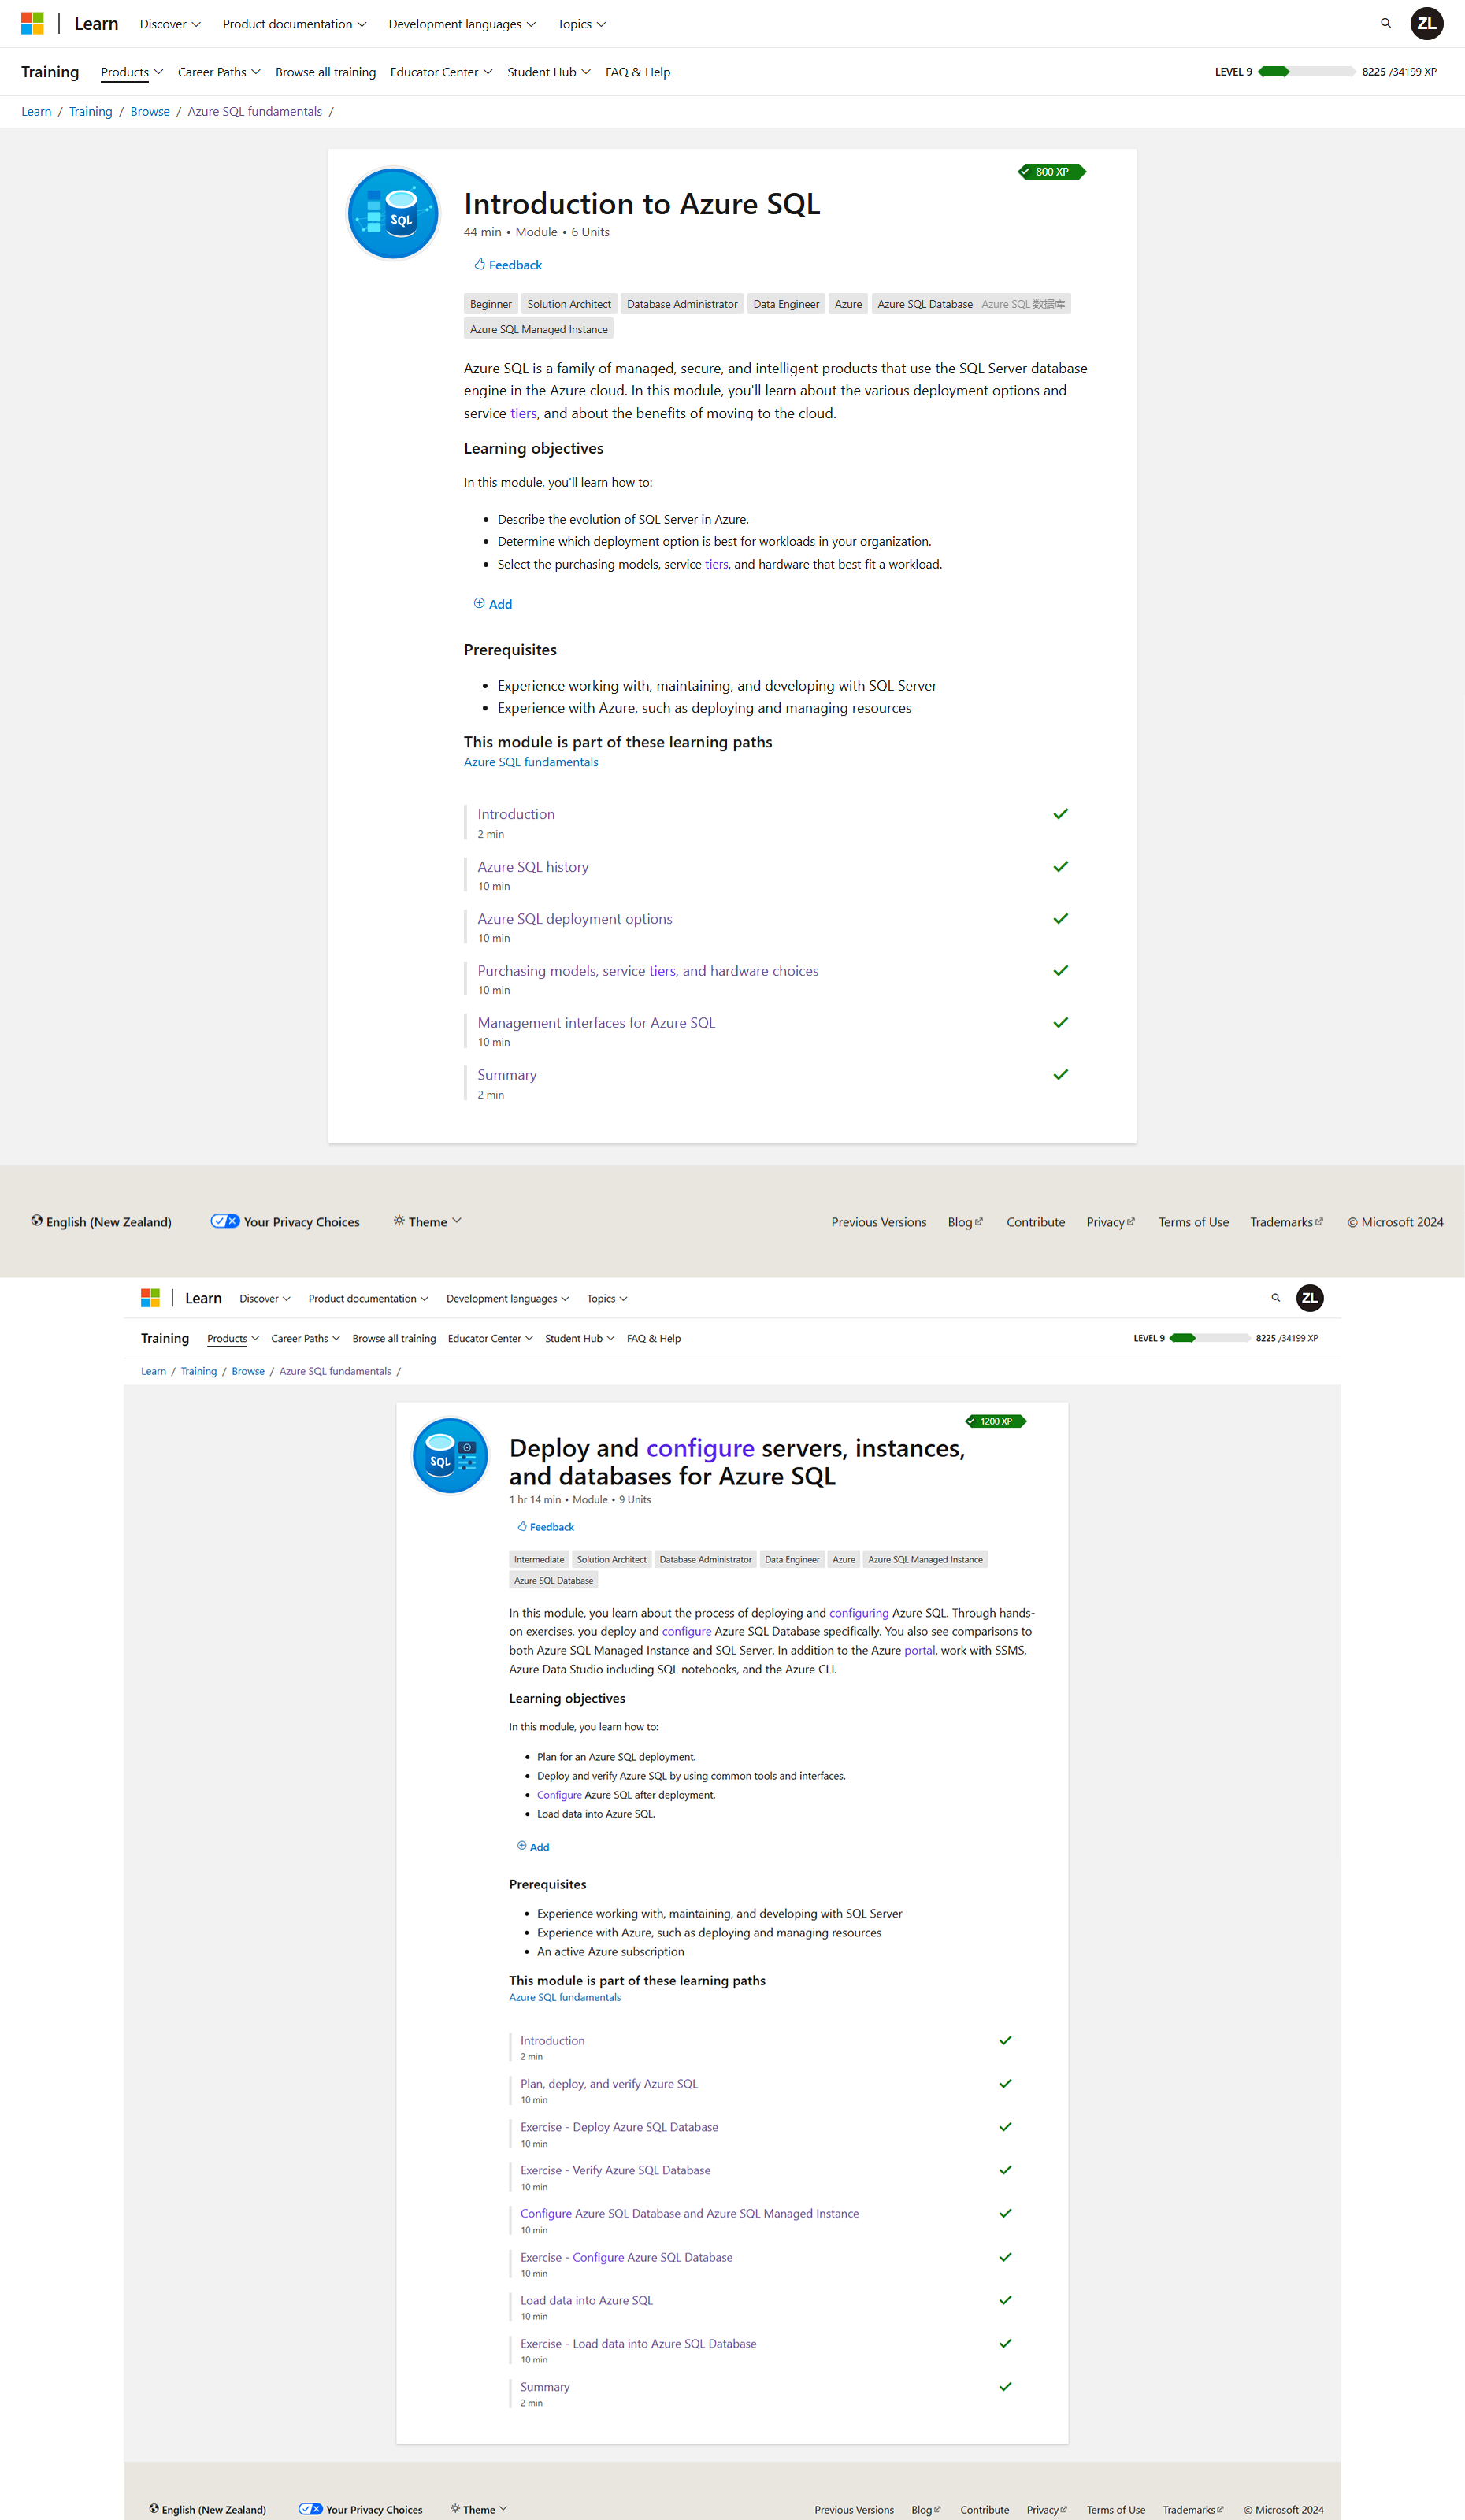 Learn Discover Product documentation Development languages Topics ZL
Training Products Career Paths Browse all training Educator Center Student Hub FAQ & Help LEVEL 9 8225 /34199 XP
Learn / Training / Browse / Azure SQL fundamentals /
800 XP
SQL
Introduction to Azure SQL
44 min • Module • 6 Units
Feedback
Beginner Solution Architect Database Administrator Data Engineer Azure Azure SQL Database Azure SQL 数据库
Azure SQL Managed Instance
Azure SQL is a family of managed, secure, and intelligent products that use the SQL Server database
engine in the Azure cloud. In this module, you'll learn about the various deployment options and
service tiers, and about the benefits of moving to the cloud.
Learning objectives
In this module, you'll learn how to:
• Describe the evolution of SQL Server in Azure.
• Determine which deployment option is best for workloads in your organization.
• Select the purchasing models, service tiers, and hardware that best fit a workload.
Add
Prerequisites
• Experience working with, maintaining, and developing with SQL Server
• Experience with Azure, such as deploying and managing resources
This module is part of these learning paths
Azure SQL fundamentals
Introduction
2 min
Azure SQL history
10 min
Azure SQL deployment options
10 min
Purchasing models, service tiers, and hardware choices
10 min
Management interfaces for Azure SQL
10 min
Summary
2 min
English (New Zealand) Your Privacy Choices Theme Previous Versions Blog Contribute Privacy Terms of Use Trademarks © Microsoft 2024
Learn Discover Product documentation Development languages Topics ZL
Training Products Career Paths Browse all training Educator Center Student Hub FAQ & Help LEVEL 9 8225 /34199 XP
Learn / Training / Browse / Azure SQL fundamentals /
1200 XP
SQL
Deploy and configure servers, instances,
and databases for Azure SQL
1 hr 14 min • Module • 9 Units
Feedback
Intermediate Solution Architect Database Administrator Data Engineer Azure Azure SQL Managed Instance
Azure SQL Database
In this module, you learn about the process of deploying and configuring Azure SQL. Through hands-
on exercises, you deploy and configure Azure SQL Database specifically. You also see comparisons to
both Azure SQL Managed Instance and SQL Server. In addition to the Azure portal, work with SSMS,
Azure Data Studio including SQL notebooks, and the Azure CLI.
Learning objectives
In this module, you learn how to:
• Plan for an Azure SQL deployment.
• Deploy and verify Azure SQL by using common tools and interfaces.
• Configure Azure SQL after deployment.
• Load data into Azure SQL.
Add
Prerequisites
• Experience working with, maintaining, and developing with SQL Server
• Experience with Azure, such as deploying and managing resources
• An active Azure subscription
This module is part of these learning paths
Azure SQL fundamentals
Introduction
2 min
Plan, deploy, and verify Azure SQL
10 min
Exercise - Deploy Azure SQL Database
10 min
Exercise - Verify Azure SQL Database
10 min
Configure Azure SQL Database and Azure SQL Managed Instance
10 min
Exercise - Configure Azure SQL Database
10 min
Load data into Azure SQL
10 min
Exercise - Load data into Azure SQL Database
10 min
Summary
2 min
English (New Zealand) Your Privacy Choices Theme Previous Versions Blog Contribute Privacy Terms of Use Trademarks © Microsoft 2024